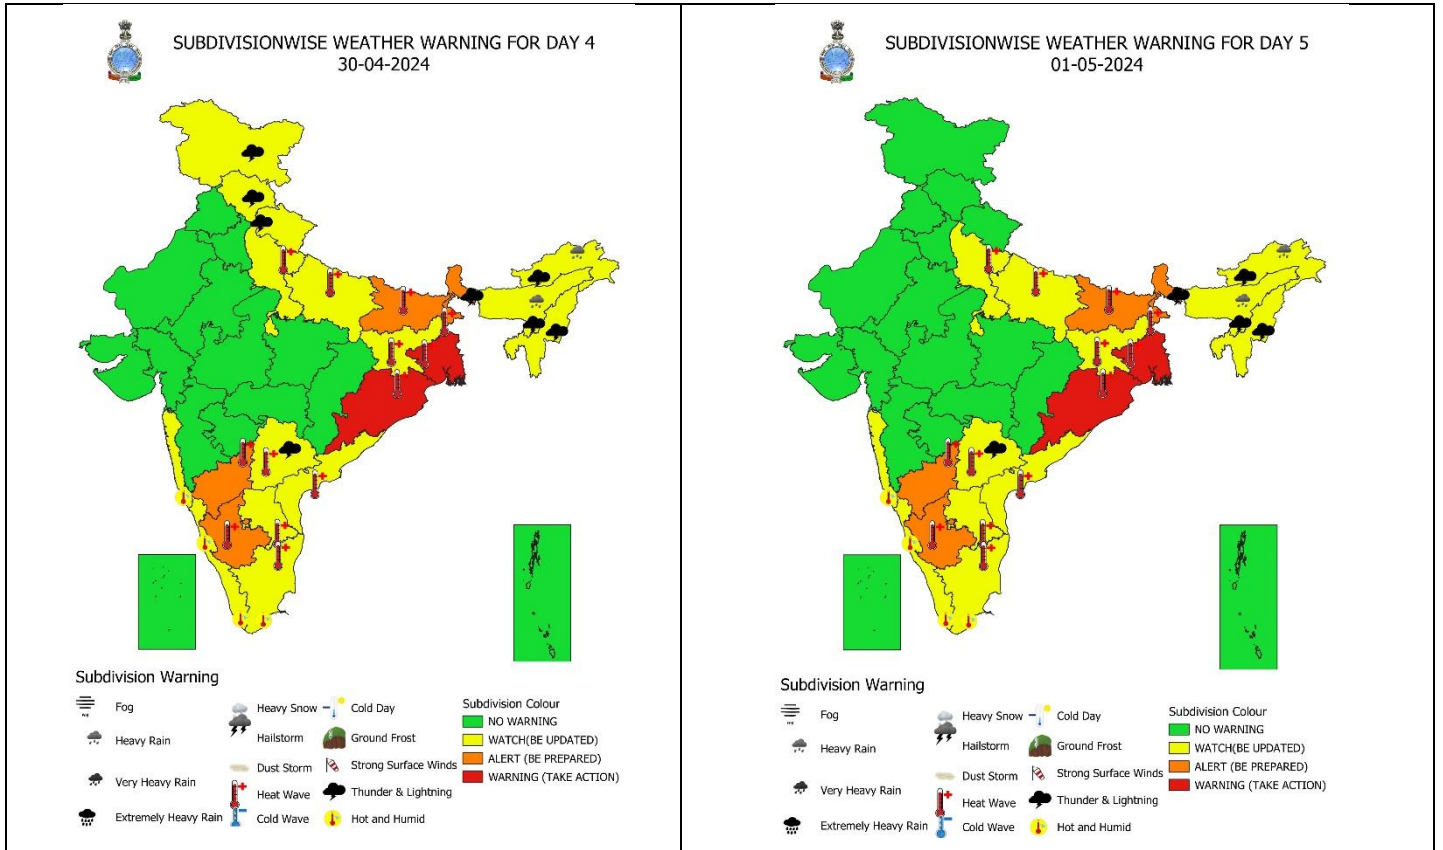 SUBDIVISIONWISE WEATHER WARNING FOR DAY 4
30-04-2024
Subdivision Warning
Fog
Heavy Rain
Very Heavy Rain
Extremely Heavy Rain
Heavy Snow
Hailstorm
Dust Storm
Heat Wave
Cold Wave
Cold Day
Ground Frost
Strong Surface Winds
Thunder & Lightning
Hot and Humid
Subdivision Colour
NO WARNING
WATCH(BE UPDATED)
ALERT (BE PREPARED)
WARNING (TAKE ACTION)
SUBDIVISIONWISE WEATHER WARNING FOR DAY 5
01-05-2024
Subdivision Warning
Fog
Heavy Rain
Very Heavy Rain
Extremely Heavy Rain
Heavy Snow
Hailstorm
Dust Storm
Heat Wave
Cold Wave
Cold Day
Ground Frost
Strong Surface Winds
Thunder & Lightning
Hot and Humid
Subdivision Colour
NO WARNING
WATCH(BE UPDATED)
ALERT (BE PREPARED)
WARNING (TAKE ACTION)